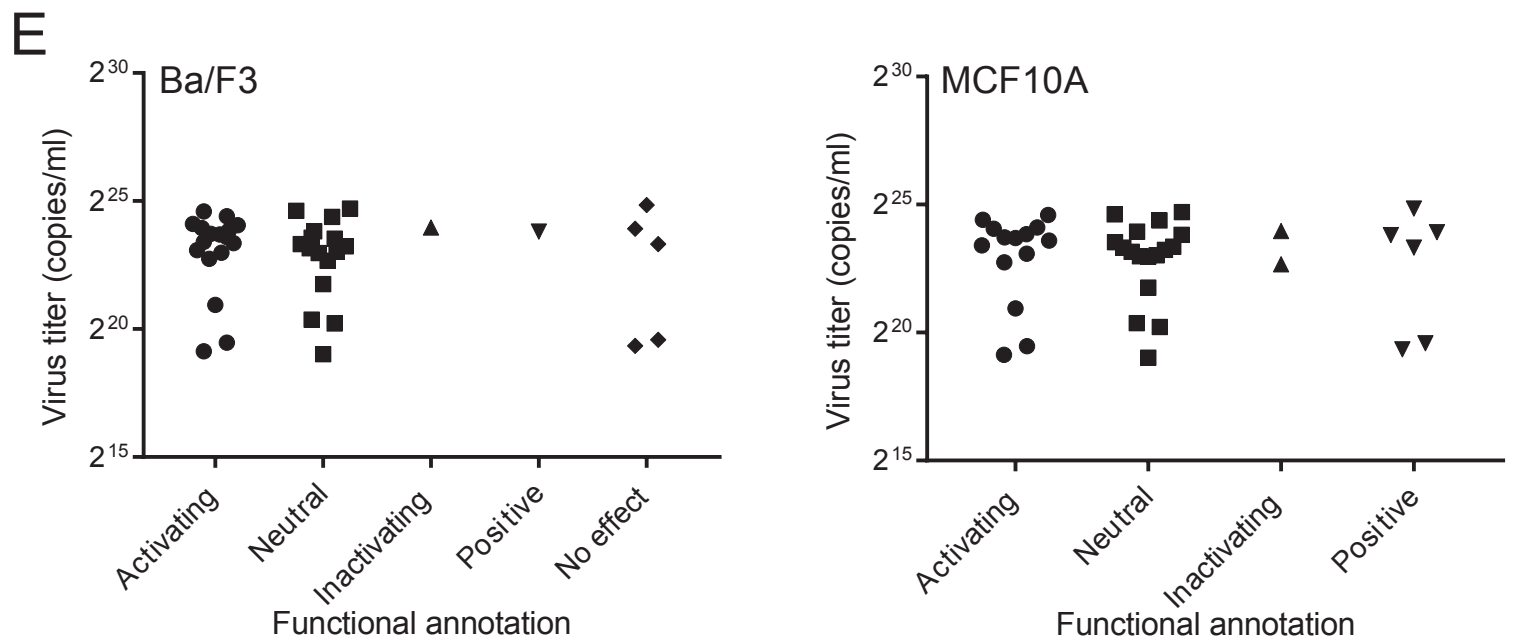 E
Ba/F3
Virus titer (copies/ml)
2^30
2^25
2^20
2^15
Activating
Neutral
Inactivating
Positive
No effect
Functional annotation
MCF10A
Virus titer (copies/ml)
2^30
2^25
2^20
2^15
Activating
Neutral
Inactivating
Positive
Functional annotation